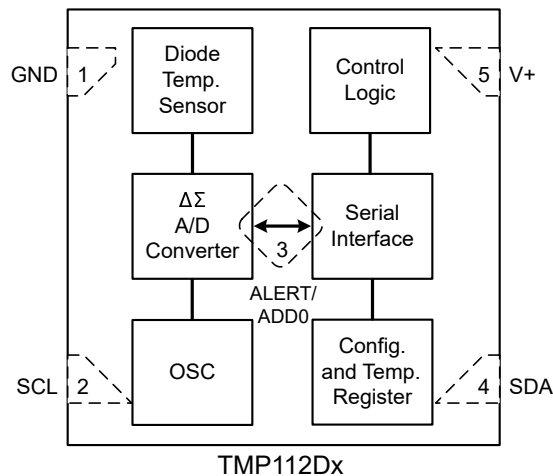 GND
1
Diode
Temp.
Sensor
Control
Logic
5
V+
ΔΣ
A/D
Converter
3
Serial
Interface
ALERT/
ADD0
SCL
2
OSC
Config.
and Temp.
Register
4
SDA
TMP112Dx